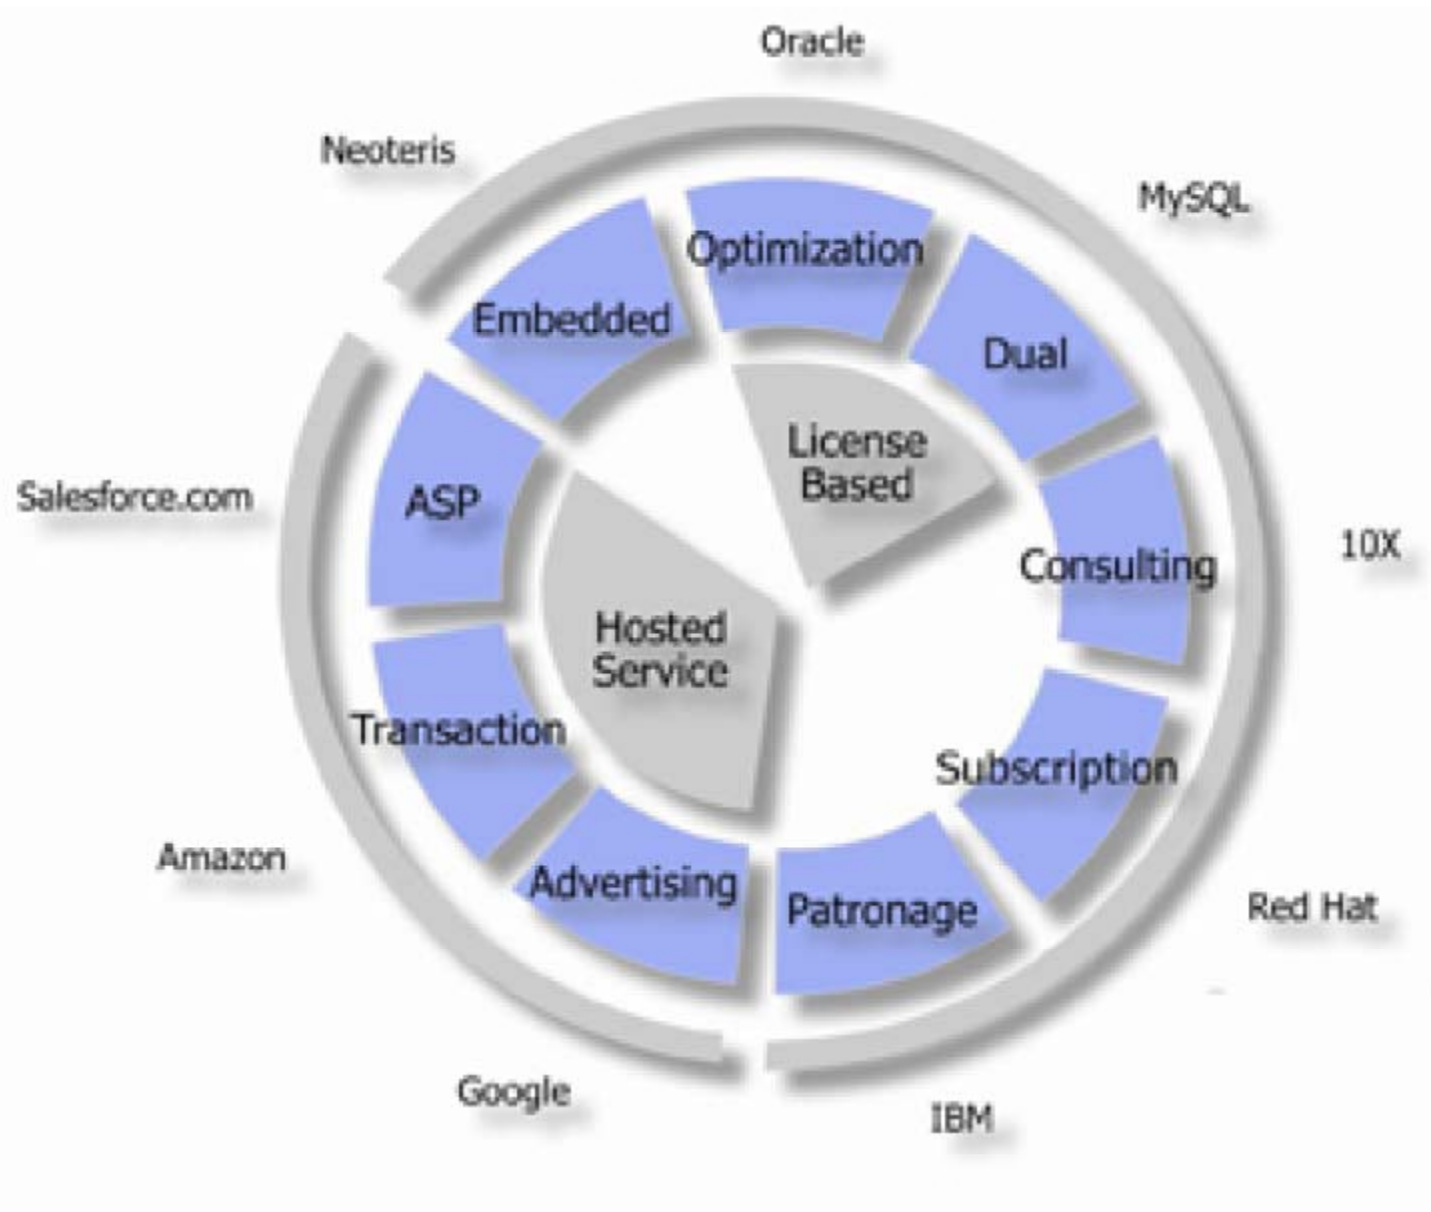 Oracle
Neoteris
MySQL
Optimization
Embedded
Dual
License
Based
Salesforce.com
ASP
10X
Consulting
Hosted
Service
Transaction
Subscription
Amazon
Advertising
Patronage
Red Hat
Google
IBM